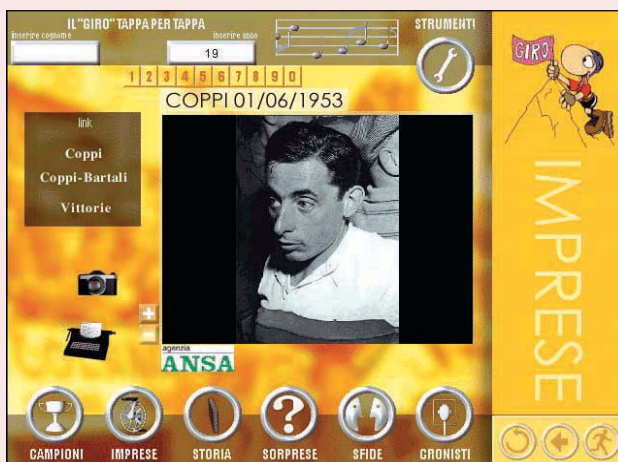 IL "GIRO" TAPPA PER TAPPA
STRUMENTI
inserire cognome
inserire anno
19
1 2 3 4 5 6 7 8 9 0
COPPI 01/06/1953
link
Coppi
Coppi-Bartali
Vittorie
+
-
agenzia
ANSA
GIRO
IMPRESE
CAMPIONI
IMPRESE
STORIA
SORPRESE
?
SFIDE
CRONISTI